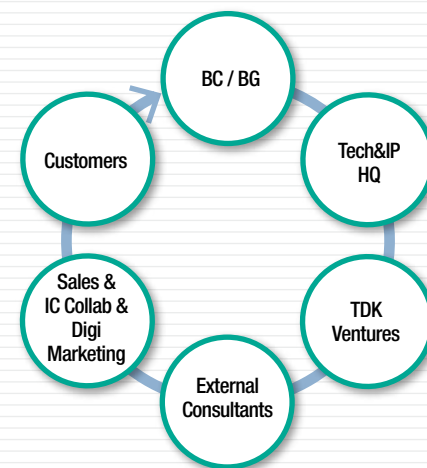 BC / BG
Tech&IP
HQ
TDK
Ventures
External
Consultants
Sales &
IC Collab &
Digi
Marketing
Customers